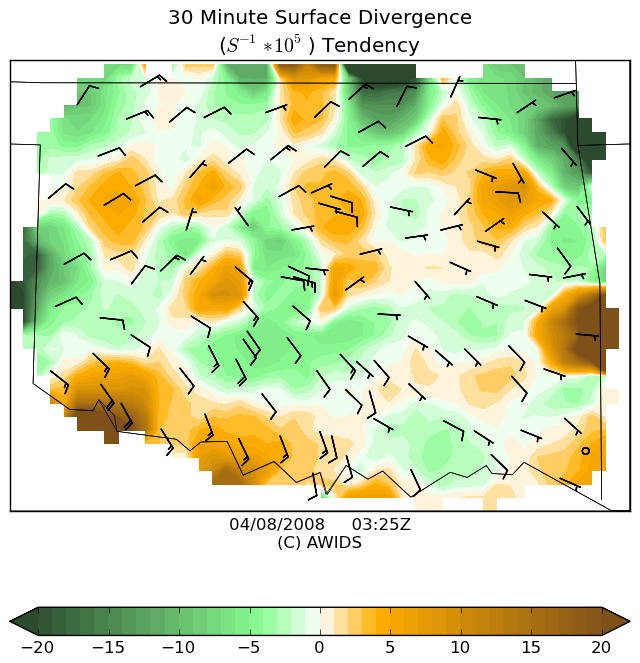 30 Minute Surface Divergence
(S⁻¹ *10⁵ ) Tendency
04/08/2008 03:25Z
(C) AWIDS
−20 −15 −10 −5 0 5 10 15 20